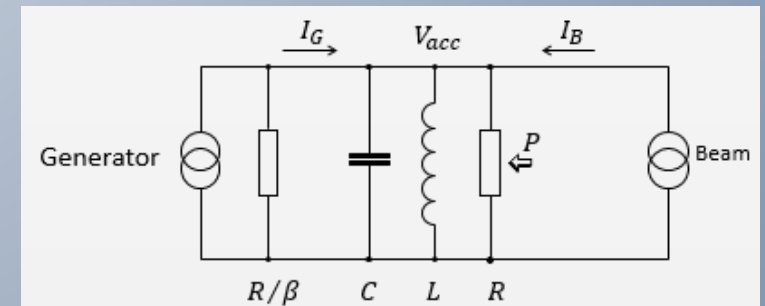 I_G V_acc I_B
Generator P Beam
R/β C L R